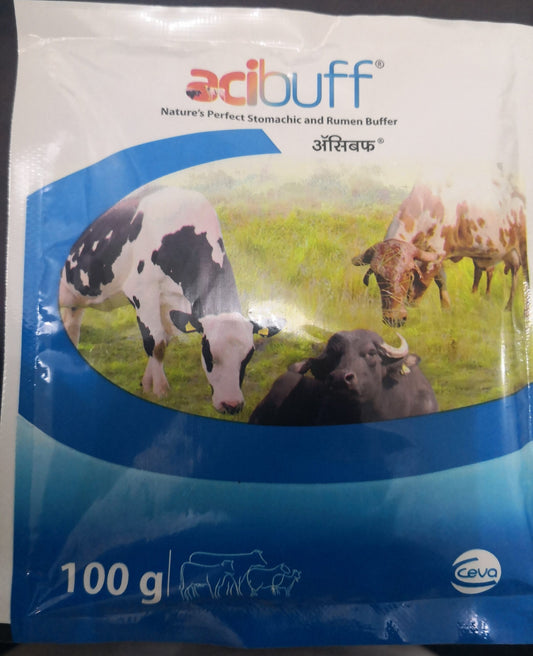 acibuff®
Nature's Perfect Stomachic and Rumen Buffer
ॲसिबफ®
100 g
Ceva